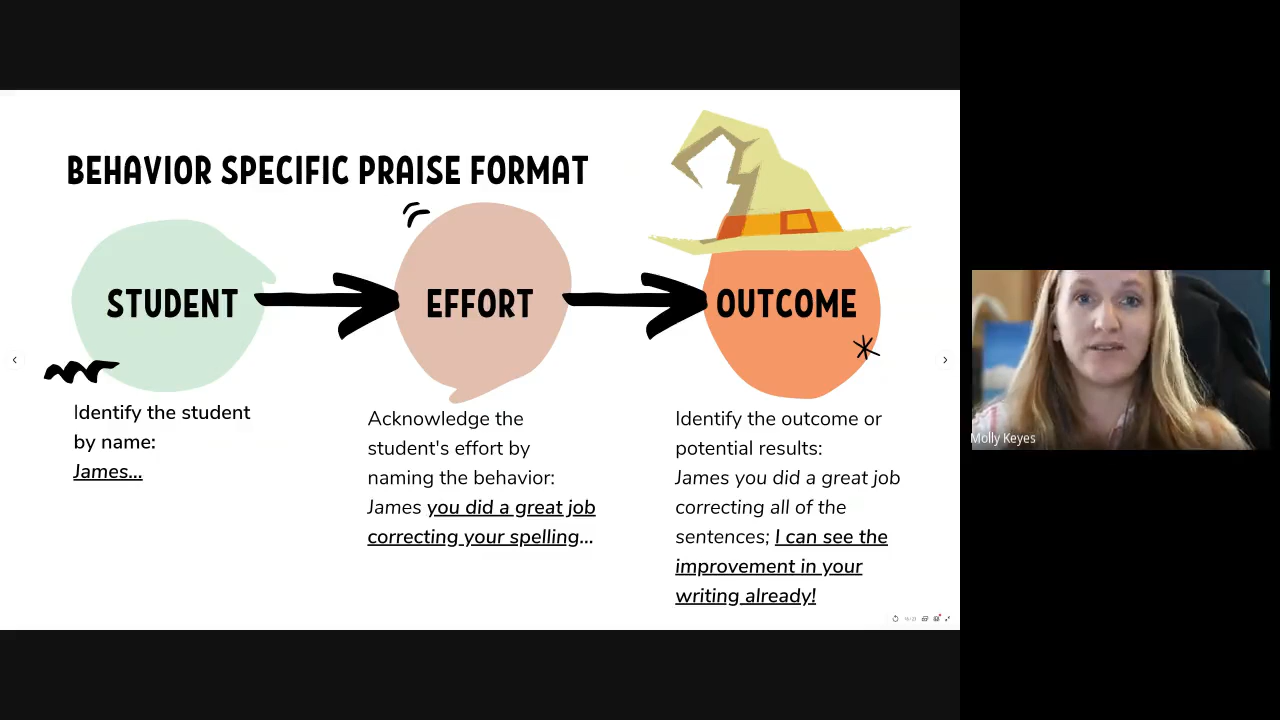 BEHAVIOR SPECIFIC PRAISE FORMAT
STUDENT
EFFORT
OUTCOME
Identify the student
by name:
James...
Acknowledge the
student's effort by
naming the behavior:
James you did a great job
correcting your spelling...
Identify the outcome or
potential results:
James you did a great job
correcting all of the
sentences; I can see the
improvement in your
writing already!
Molly Keyes